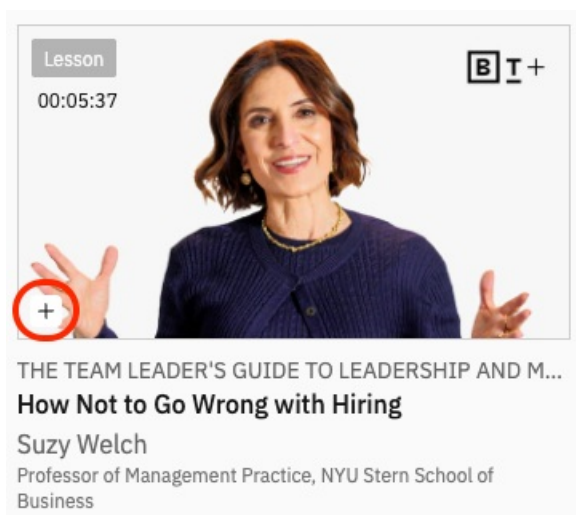 Lesson
BT+
00:05:37
+
THE TEAM LEADER'S GUIDE TO LEADERSHIP AND M...
How Not to Go Wrong with Hiring
Suzy Welch
Professor of Management Practice, NYU Stern School of
Business